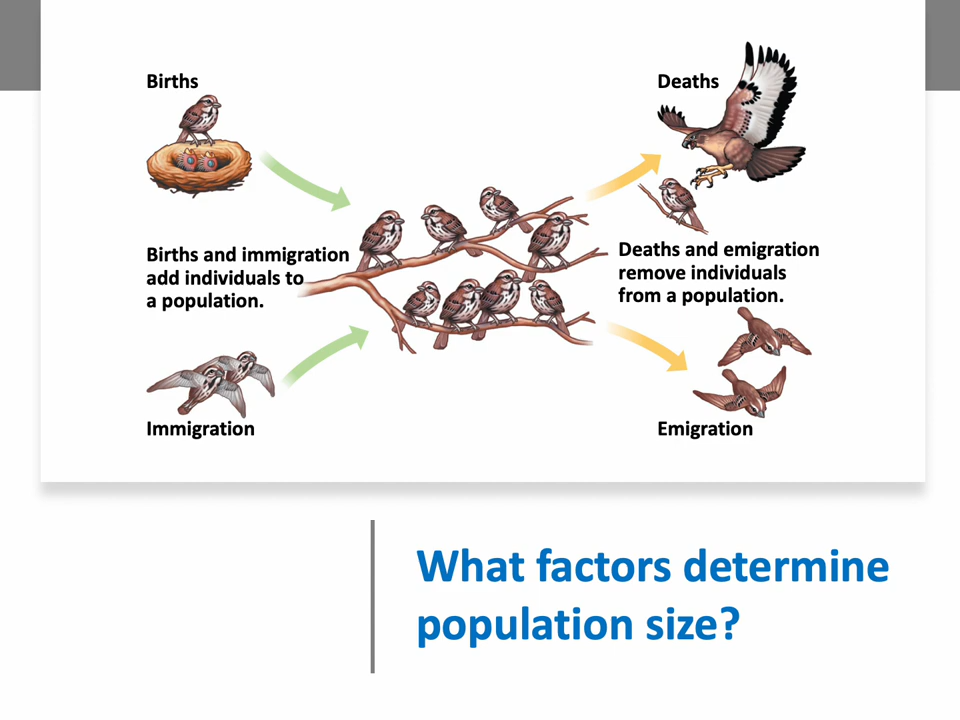 Births
Deaths
Births and immigration
add individuals to
a population.
Deaths and emigration
remove individuals
from a population.
Immigration
Emigration
What factors determine
population size?